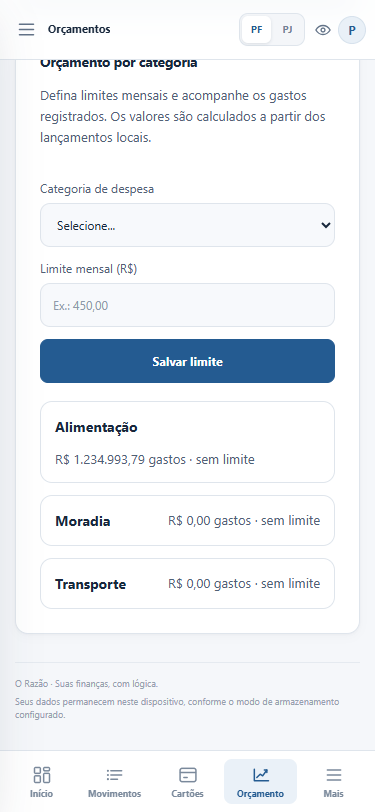 Orçamentos
PF
PJ
P
Orçamento por categoria
Defina limites mensais e acompanhe os gastos
registrados. Os valores são calculados a partir dos
lançamentos locais.
Categoria de despesa
Selecione...
Limite mensal (R$)
Ex.: 450,00
Salvar limite
Alimentação
R$ 1.234.993,79 gastos · sem limite
Moradia
R$ 0,00 gastos · sem limite
Transporte
R$ 0,00 gastos · sem limite
O Razão · Suas finanças, com lógica.
Seus dados permanecem neste dispositivo, conforme o modo de armazenamento
configurado.
Início
Movimentos
Cartões
Orçamento
Mais